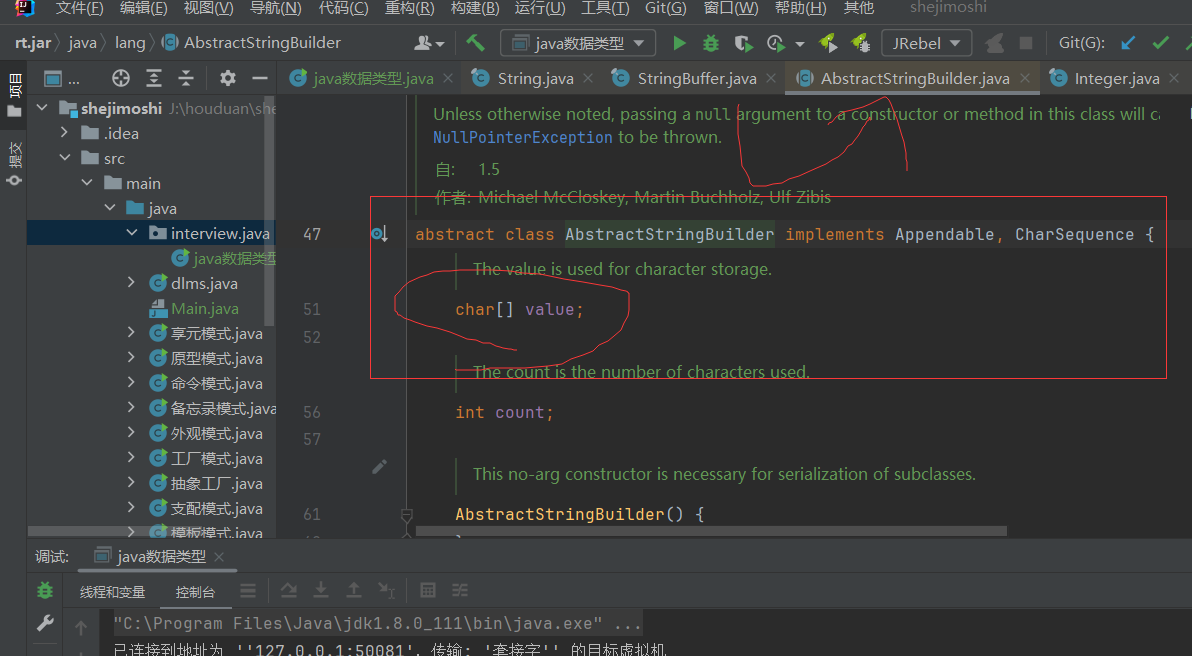 文件(F) 编辑(E) 视图(V) 导航(N) 代码(C) 重构(R) 构建(B) 运行(U) 工具(T) Git(G) 窗口(W) 帮助(H) 其他 shejimoshi
rt.jar java lang AbstractStringBuilder java数据类型 JRebel Git(G):
项目
提交
... java数据类型.java String.java StringBuffer.java AbstractStringBuilder.java Integer.java
shejimoshi J:\houduan\she
.idea
src
main
java
interview.java
java数据类型
dlms.java
Main.java
享元模式.java
原型模式.java
命令模式.java
备忘录模式.java
外观模式.java
工厂模式.java
抽象工厂.java
支配模式.java
模板模式.java
Unless otherwise noted, passing a null argument to a constructor or method in this class will ca
NullPointerException to be thrown.
自: 1.5
作者: Michael McCloskey, Martin Buchholz, Ulf Zibis
47 abstract class AbstractStringBuilder implements Appendable, CharSequence {
The value is used for character storage.
51 char[] value;
52
The count is the number of characters used.
56 int count;
57
This no-arg constructor is necessary for serialization of subclasses.
61 AbstractStringBuilder() {
调试: java数据类型
线程和变量 控制台
"C:\Program Files\Java\jdk1.8.0_111\bin\java.exe" ...
已连接到地址为 ''127.0.0.1:50081'，传输: '套接字'' 的目标虚拟机